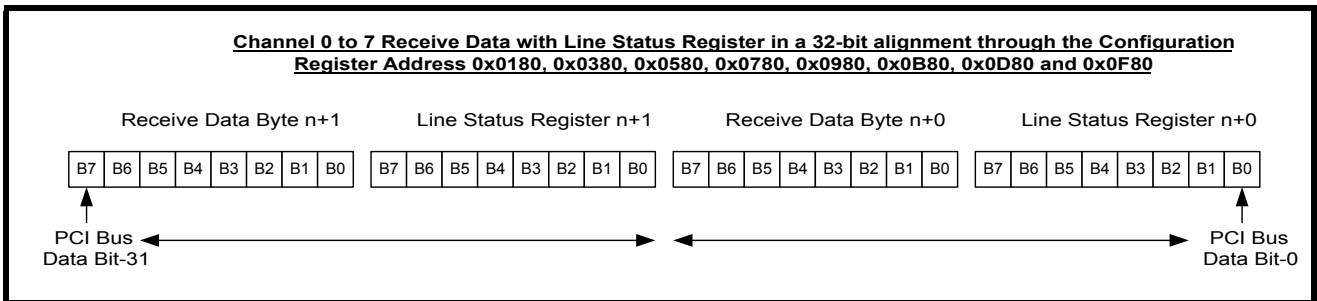 Channel 0 to 7 Receive Data with Line Status Register in a 32-bit alignment through the Configuration
Register Address 0x0180, 0x0380, 0x0580, 0x0780, 0x0980, 0x0B80, 0x0D80 and 0x0F80
Receive Data Byte n+1 Line Status Register n+1 Receive Data Byte n+0 Line Status Register n+0
B7 B6 B5 B4 B3 B2 B1 B0 B7 B6 B5 B4 B3 B2 B1 B0 B7 B6 B5 B4 B3 B2 B1 B0 B7 B6 B5 B4 B3 B2 B1 B0
PCI Bus PCI Bus
Data Bit-31 Data Bit-0